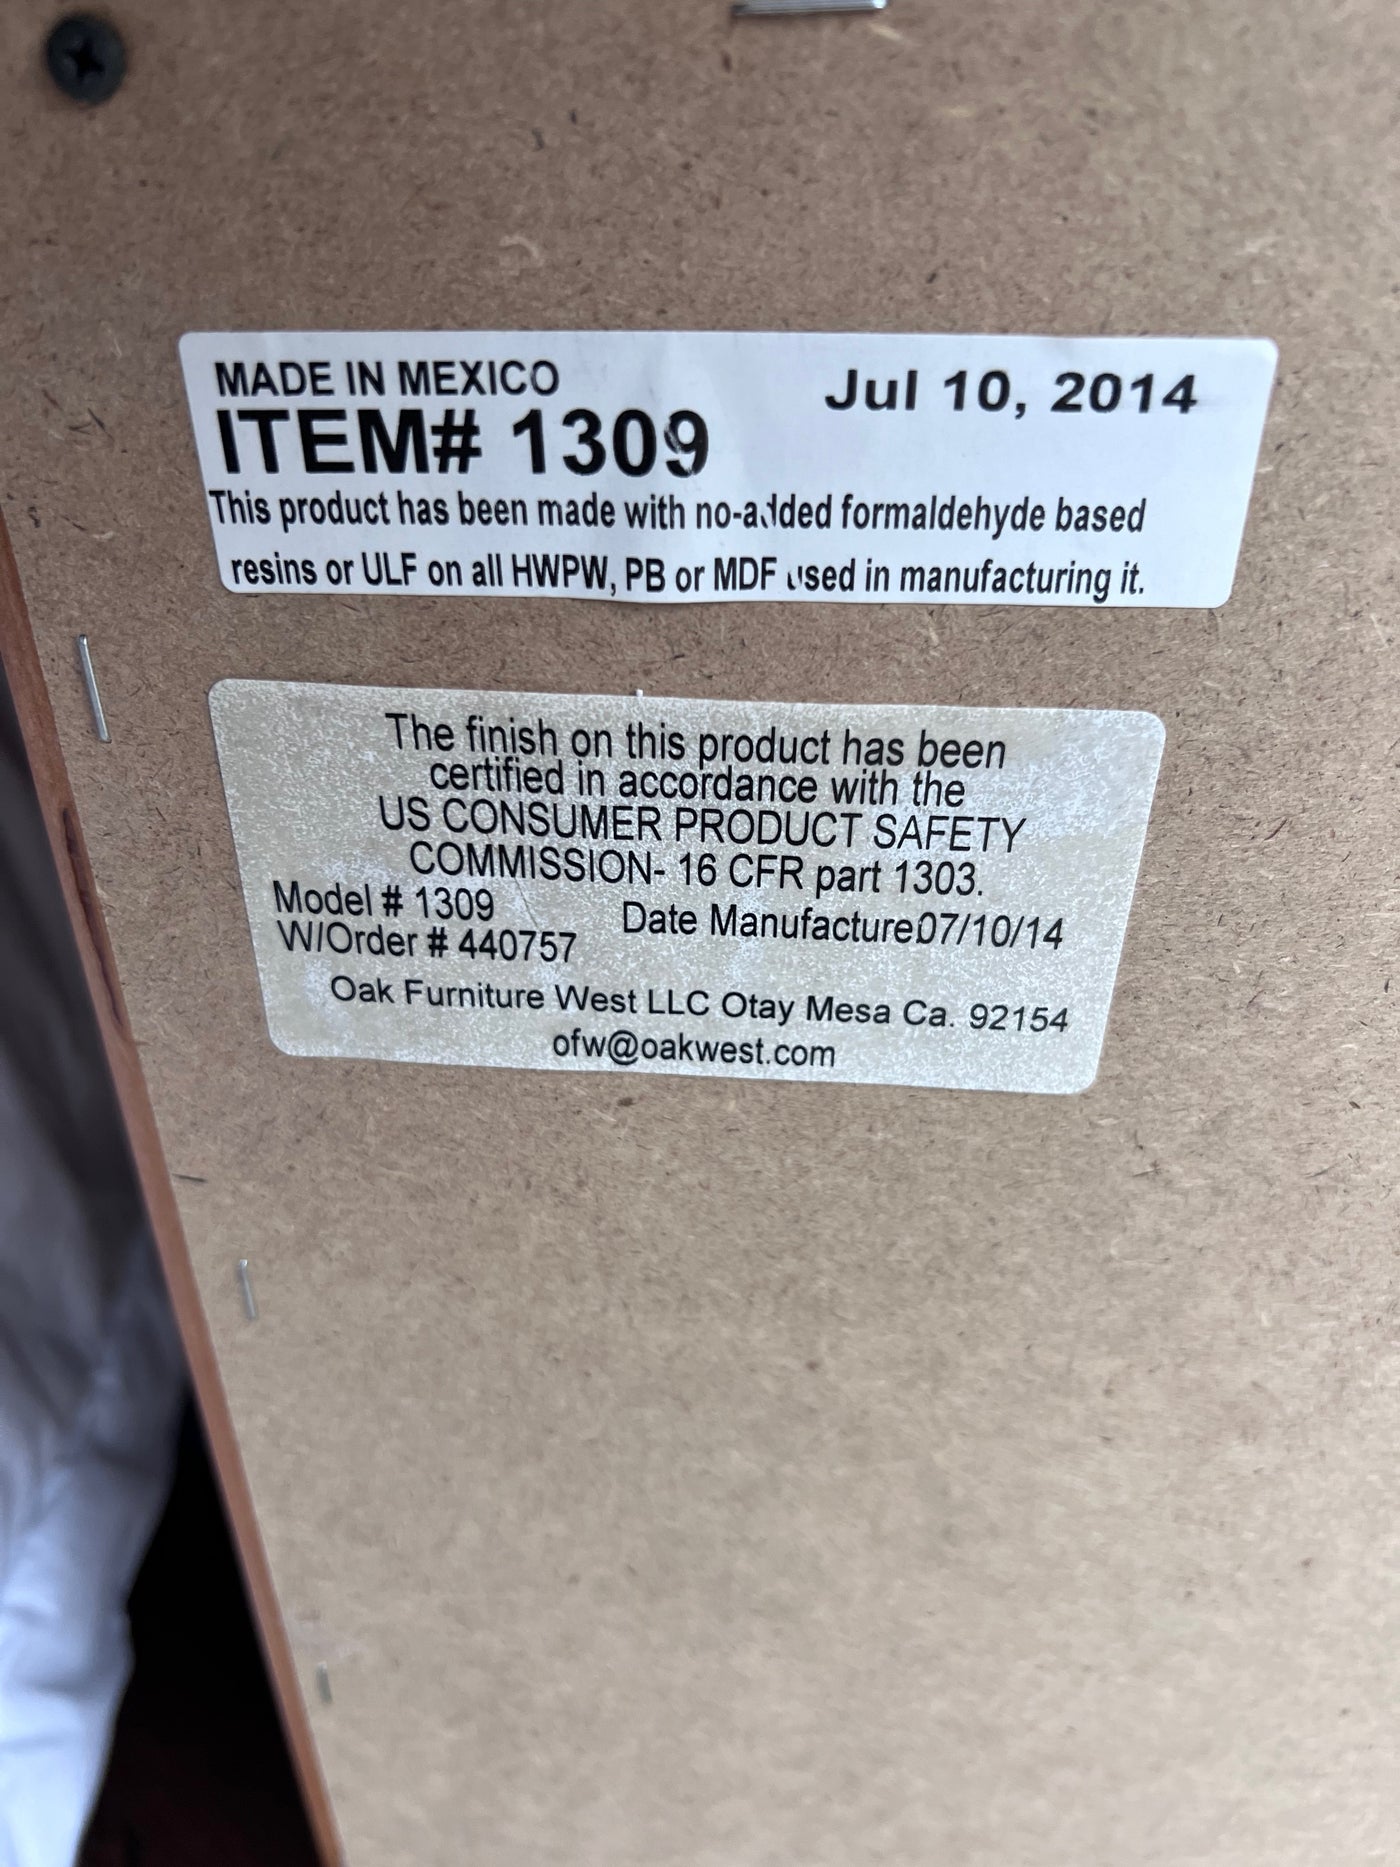 MADE IN MEXICO
Jul 10, 2014
ITEM# 1309
This product has been made with no-added formaldehyde based
resins or ULF on all HWPW, PB or MDF used in manufacturing it.
The finish on this product has been
certified in accordance with the
US CONSUMER PRODUCT SAFETY
COMMISSION- 16 CFR part 1303.
Model # 1309
Date Manufacture07/10/14
W/Order # 440757
Oak Furniture West LLC Otay Mesa Ca. 92154
ofw@oakwest.com